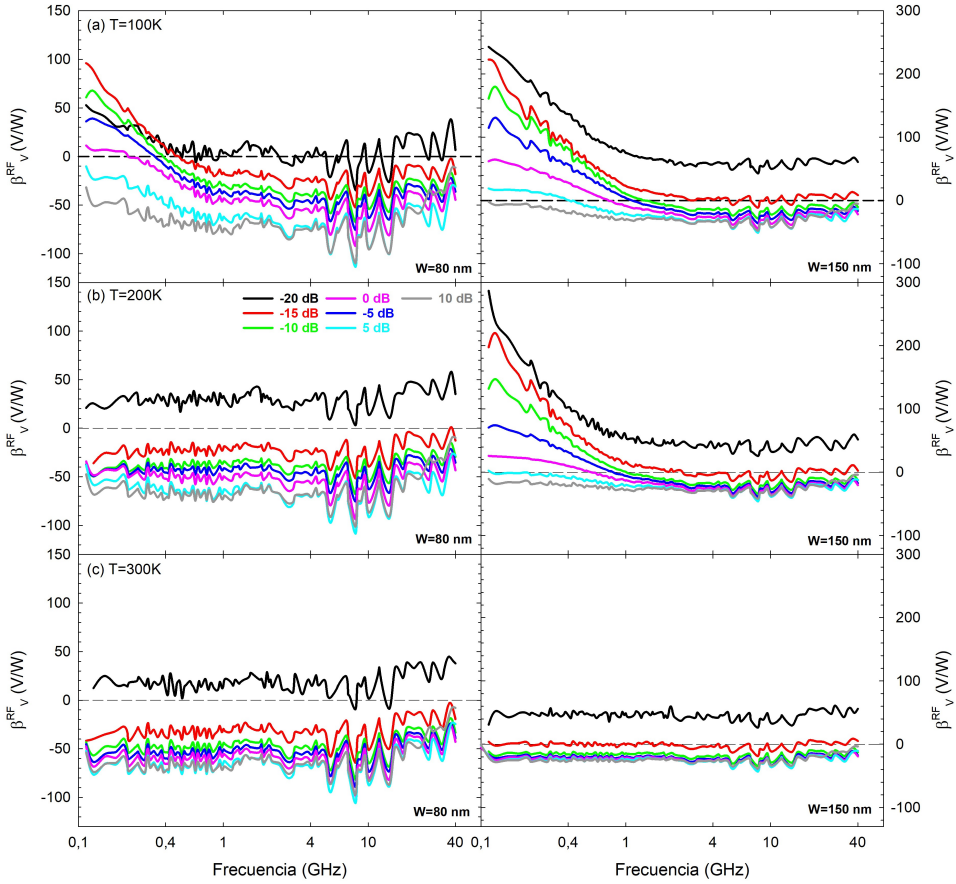 (a) T=100K
150
100
50
0
-50
-100
β^RF_V (V/W)
W=80 nm
300
200
100
0
-100
β^RF_V (V/W)
W=150 nm
(b) T=200K
-20 dB 0 dB 10 dB
-15 dB -5 dB
-10 dB 5 dB
150
100
50
0
-50
-100
β^RF_V (V/W)
W=80 nm
300
200
100
0
-100
β^RF_V (V/W)
W=150 nm
(c) T=300K
150
100
50
0
-50
-100
β^RF_V (V/W)
W=80 nm
300
200
100
0
-100
β^RF_V (V/W)
W=150 nm
0,1 0,4 1 4 10 40 0,1 0,4 1 4 10 40
Frecuencia (GHz) Frecuencia (GHz)